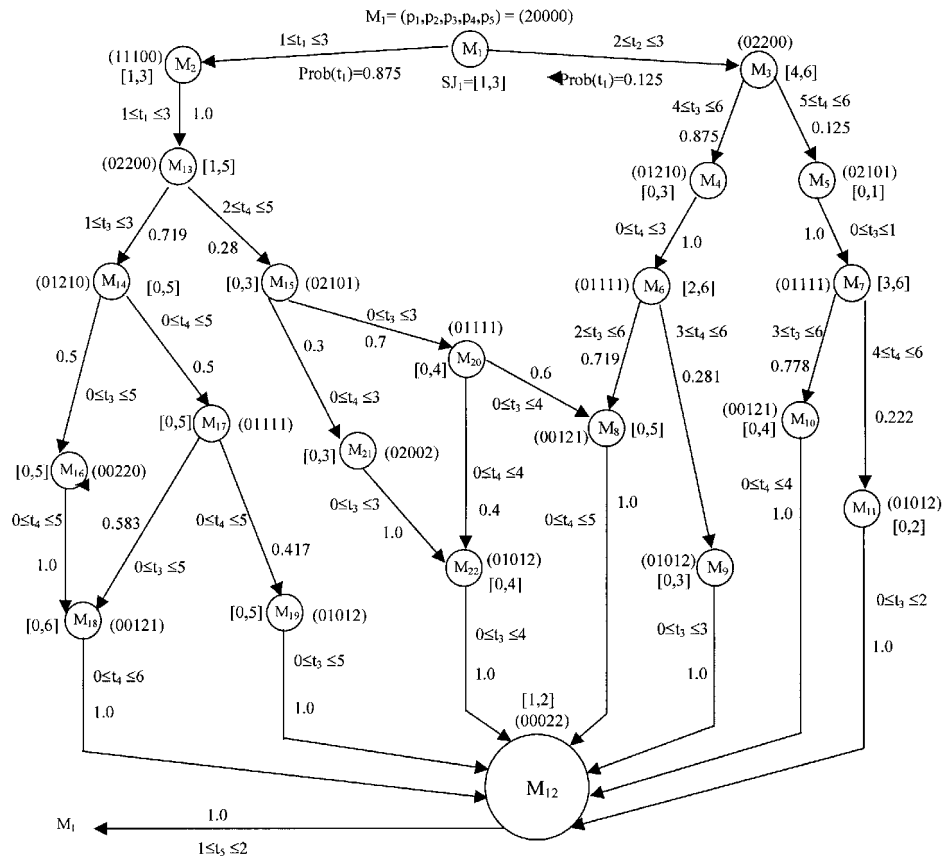 M₁= (p₁,p₂,p₃,p₄,p₅) = (20000)
1≤t₁ ≤3
2≤t₂ ≤3
(02200)
(11100)
M₂
M₁
M₃
[4,6]
[1,3]
Prob(t₁)=0.875
SJ₁=[1,3]
Prob(t₁)=0.125
1≤t₁ ≤3
1.0
4≤t₃ ≤6
0.875
5≤t₄ ≤6
0.125
(02200)
M₁₃
[1,5]
(01210)
M₄
[0,3]
M₅
(02101)
[0,1]
1≤t₃ ≤3
0.719
2≤t₄ ≤5
0.28
0≤t₄ ≤3
1.0
1.0
0≤t₃≤1
(01210)
M₁₄
[0,5]
[0,3]
M₁₅
(02101)
(01111)
M₆
[2,6]
(01111)
M₇
[3,6]
0≤t₃ ≤3
0.7
(01111)
0≤t₄ ≤5
0.5
0.5
0≤t₃ ≤5
0.3
0≤t₄ ≤3
M₂₀
[0,4]
0.6
0≤t₃ ≤4
2≤t₃ ≤6
0.719
3≤t₄ ≤6
0.281
3≤t₃ ≤6
0.778
4≤t₄ ≤6
0.222
[0,5]
M₁₇
(01111)
M₈
[0,5]
(00121)
(00121)
M₁₀
[0,4]
M₂₁
[0,3]
(02002)
[0,5]
M₁₆
(00220)
0≤t₄ ≤4
0.4
0≤t₄ ≤4
1.0
M₁₁
(01012)
[0,2]
0≤t₄ ≤5
1.0
0.583
0≤t₃ ≤5
0≤t₄ ≤5
0.417
0≤t₃ ≤3
1.0
0≤t₄ ≤5
1.0
M₂₂
(01012)
[0,4]
(01012)
M₉
[0,3]
[0,6]
M₁₈
(00121)
[0,5]
M₁₉
(01012)
0≤t₃ ≤2
1.0
0≤t₃ ≤4
1.0
0≤t₃ ≤3
1.0
0≤t₄ ≤6
1.0
0≤t₃ ≤5
1.0
[1,2]
(00022)
M₁₂
M₁
1.0
1≤t₅ ≤2